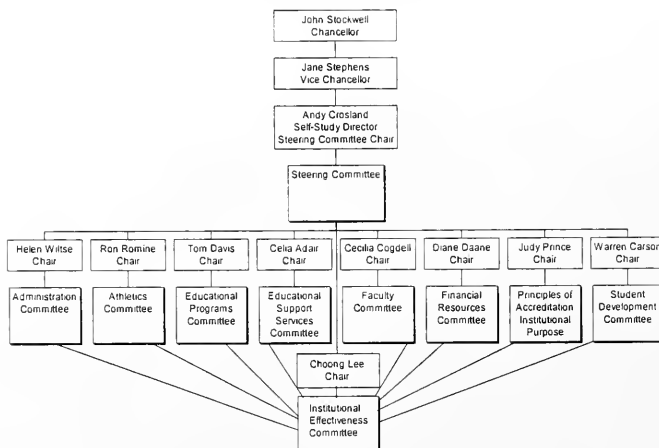 John Stockwell
Chancellor
Jane Stephens
Vice Chancellor
Andy Crosland
Self-Study Director
Steering Committee Chair
Steering Committee
Helen Wiltse
Chair
Ron Romine
Chair
Tom Davis
Chair
Celia Adair
Chair
Cecilia Cogdell
Chair
Diane Daane
Chair
Judy Prince
Chair
Warren Carson
Chair
Administration
Committee
Athletics
Committee
Educational
Programs
Committee
Educational
Support
Services
Committee
Faculty
Committee
Financial
Resources
Committee
Principles of
Accreditation
Institutional
Purpose
Student
Development
Committee
Choong Lee
Chair
Institutional
Effectiveness
Committee